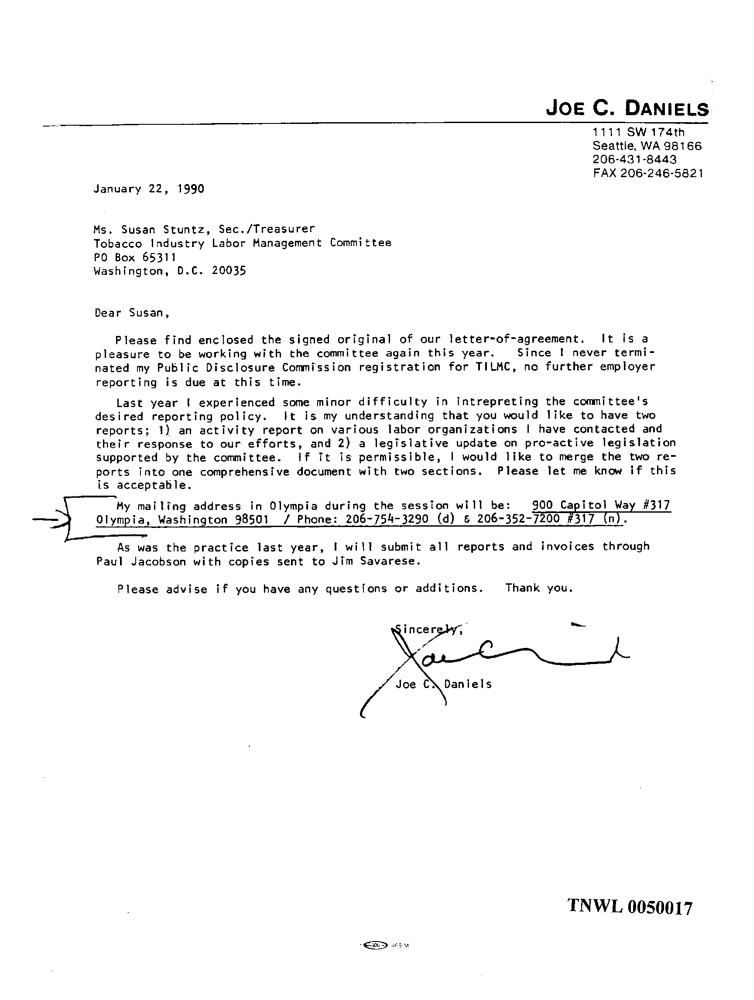 JOE C. DANIELS
1111 SW 174th
Seattle, WA 98166
206-431-8443
FAX 206-246-5821
January 22, 1990
Ms. Susan Stuntz, Sec./Treasurer
Tobacco Industry Labor Management Committee
PO Box 65311
Washington, D.C. 20035
Dear Susan,
Please find enclosed the signed original of our letter-of-agreement. It is a
pleasure to be working with the committee again this year. Since I never termi-
nated my Public Disclosure Commission registration for TILMC, no further employer
reporting is due at this time.
Last year I experienced some minor difficulty in intrepreting the committee's
desired reporting policy. It is my understanding that you would like to have two
reports; 1) an activity report on various labor organizations I have contacted and
their response to our efforts, and 2) a legislative update on pro-active legislation
supported by the committee. If it is permissible, I would like to merge the two re-
ports into one comprehensive document with two sections. Please let me know if this
is acceptable.
My mailing address in Olympia during the session will be: 900 Capitol Way #317
Olympia, Washington 98501 / Phone: 206-754-3290 (d) & 206-352-7200 #317 (n).
As was the practice last year, I will submit all reports and invoices through
Paul Jacobson with copies sent to Jim Savarese.
Please advise if you have any questions or additions. Thank you.
Sincerely,
Joe C. Daniels
TNWL 0050017